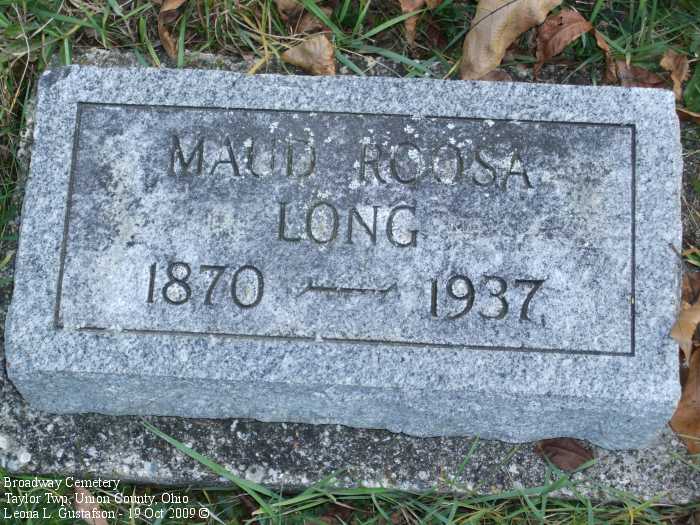 MAUD ROOSA
LONG
1870 — 1937
Broadway Cemetery
Taylor Twp, Union County, Ohio
Leona L. Gustafson - 19 Oct 2009 ©